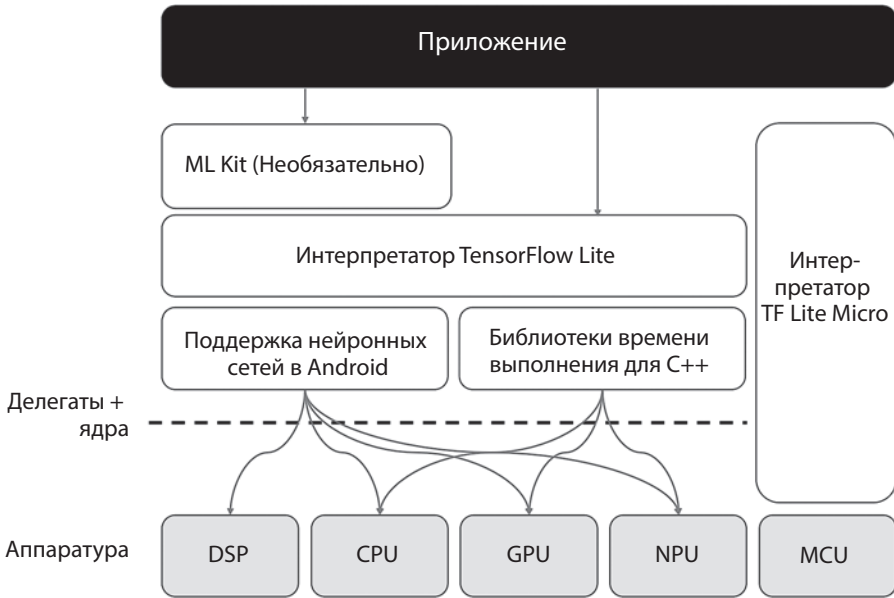 Приложение
ML Kit (Необязательно)
Интерпретатор TensorFlow Lite
Интер-
претатор
TF Lite Micro
Поддержка нейронных
сетей в Android
Библиотеки времени
выполнения для C++
Делегаты +
ядра
Аппаратура
DSP
CPU
GPU
NPU
MCU